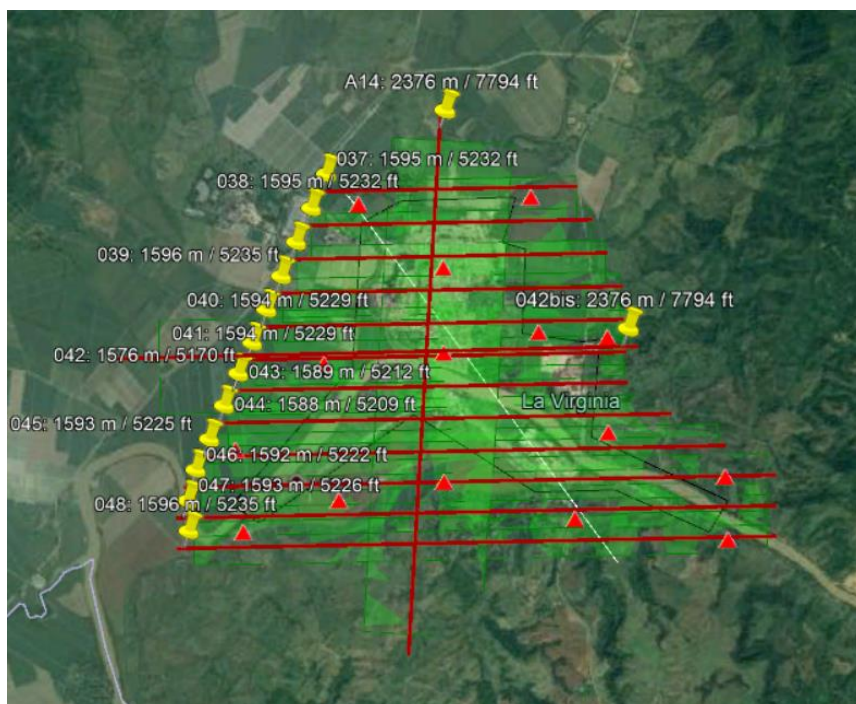 A14: 2376 m / 7794 ft
037: 1595 m / 5232 ft
038: 1595 m / 5232 ft
039: 1596 m / 5235 ft
040: 1594 m / 5229 ft
042bis: 2376 m / 7794 ft
041: 1594 m / 5229 ft
042: 1576 m / 5170 ft
043: 1589 m / 5212 ft
La Virginia
044: 1588 m / 5209 ft
045: 1593 m / 5225 ft
046: 1592 m / 5222 ft
047: 1593 m / 5226 ft
048: 1596 m / 5235 ft